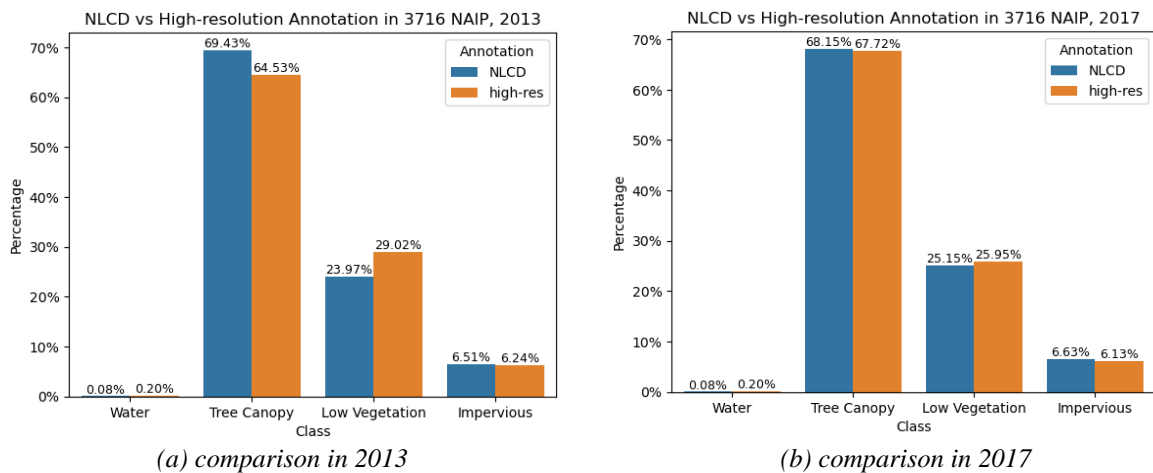 NLCD vs High-resolution Annotation in 3716 NAIP, 2013
Annotation
NLCD
high-res
70%
60%
50%
40%
30%
20%
10%
0%
Percentage
69.43%
64.53%
23.97%
29.02%
6.51%
6.24%
0.08%
0.20%
Water
Tree Canopy
Low Vegetation
Impervious
Class
(a) comparison in 2013
NLCD vs High-resolution Annotation in 3716 NAIP, 2017
Annotation
NLCD
high-res
70%
60%
50%
40%
30%
20%
10%
0%
Percentage
68.15%
67.72%
25.15%
25.95%
6.63%
6.13%
0.08%
0.20%
Water
Tree Canopy
Low Vegetation
Impervious
Class
(b) comparison in 2017